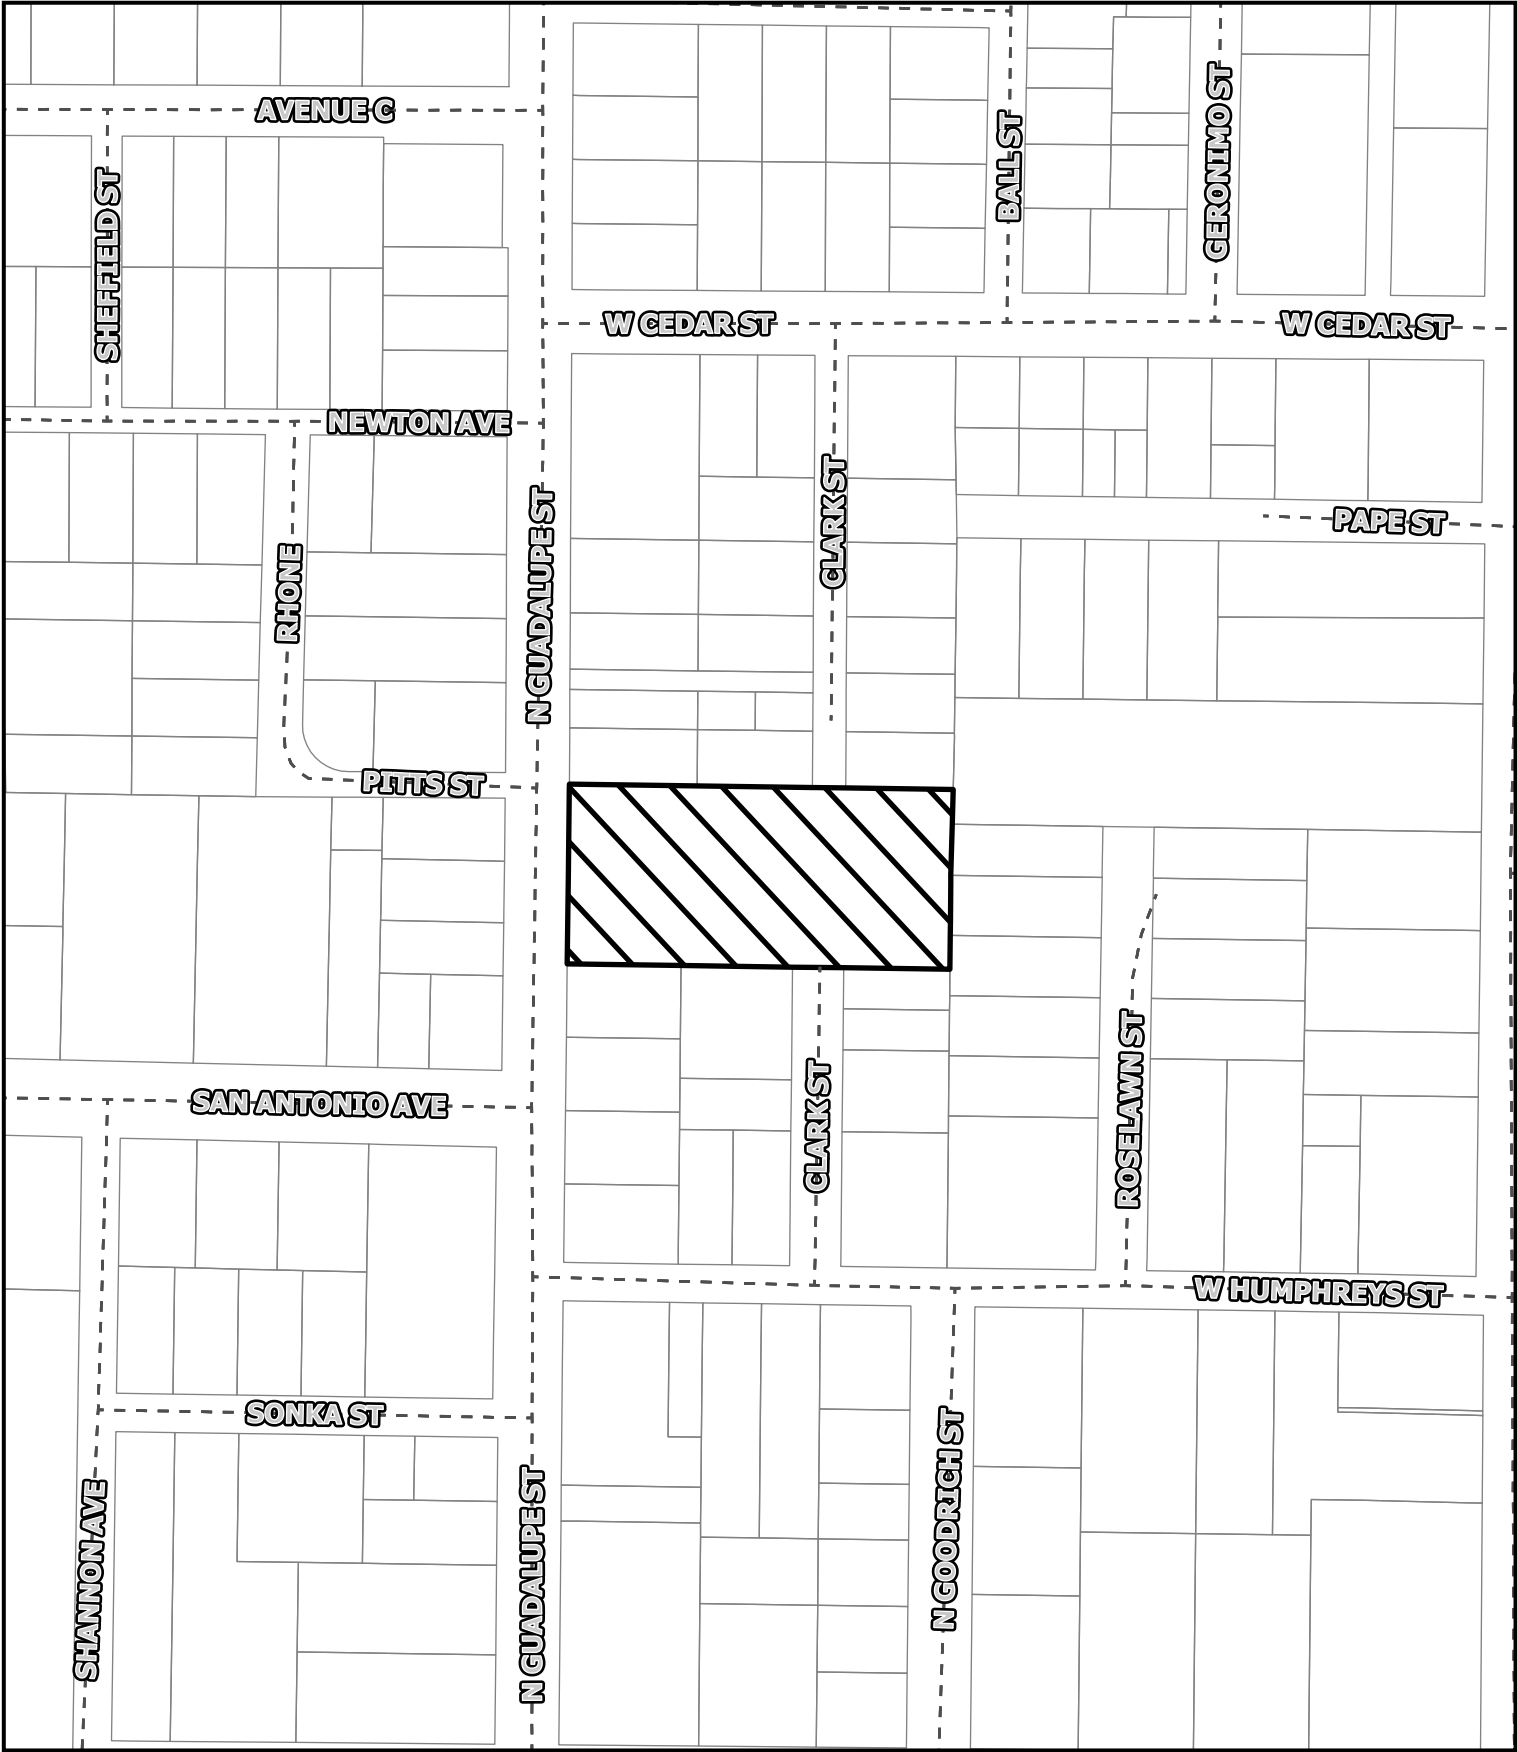 AVENUE C
BALL ST
GERONIMO ST
SHEFFIELD ST
W CEDAR ST
W CEDAR ST
NEWTON AVE
CLARK ST
PAPE ST
N GUADALUPE ST
RHONE
PITTS ST
SAN ANTONIO AVE
CLARK ST
ROSELAWN ST
W HUMPHREYS ST
SONKA ST
N GOODRICH ST
SHANNON AVE
N GUADALUPE ST